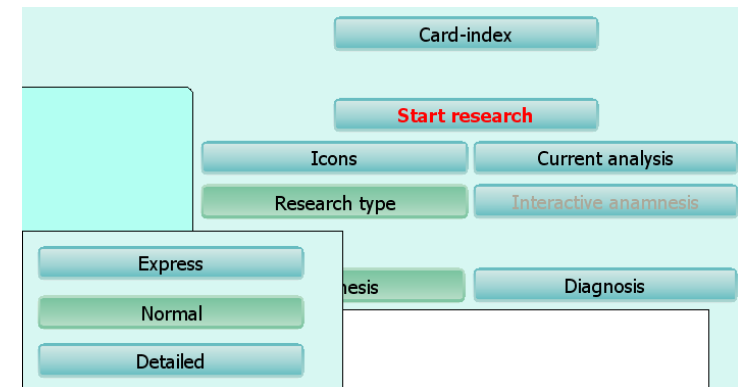 Card-index
Start research
Icons
Current analysis
Research type
Interactive anamnesis
Express
nesis
Diagnosis
Normal
Detailed